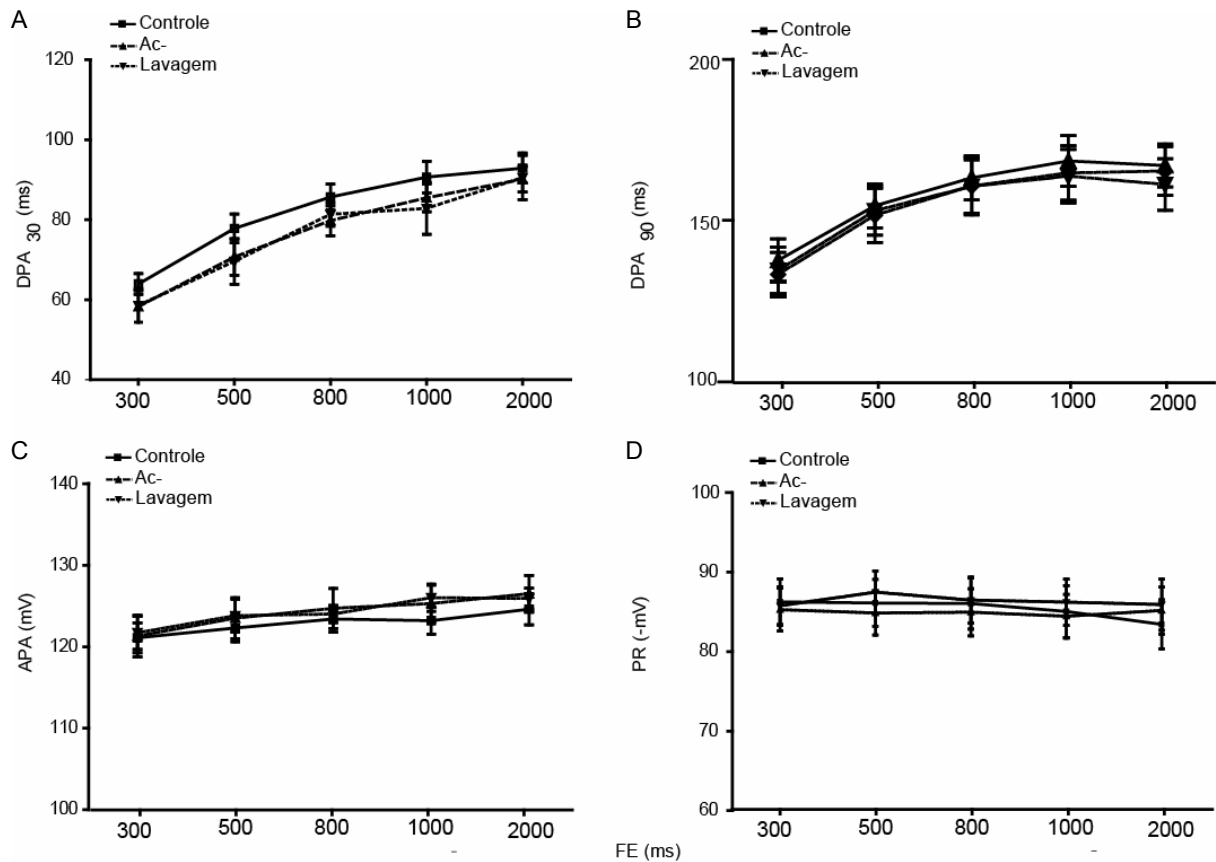 A
Controle
Ac-
Lavagem
120
100
80
60
40
DPA 30 (ms)
300 500 800 1000 2000
B
Controle
Ac-
Lavagem
200
150
100
DPA 90 (ms)
300 500 800 1000 2000
C
Controle
Ac-
Lavagem
140
130
120
110
100
APA (mV)
300 500 800 1000 2000
D
Controle
Ac-
Lavagem
100
90
80
70
60
PR (-mV)
300 500 800 1000 2000
FE (ms)